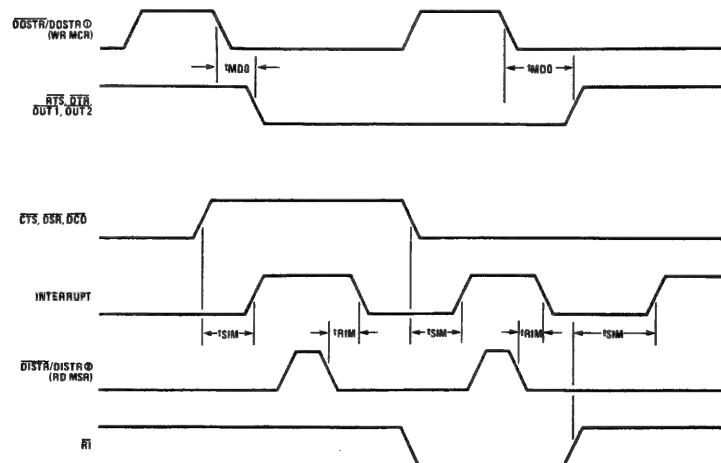 DOSTR/DOSTR ①
(WR MCR)
tMDO
tMDO
RTS, DTR,
OUT 1, OUT 2
CTS, DSR, DCD
INTERRUPT
tSIM
tRIM
tSIM
tRIM
tSIM
DISTR/DISTR ②
(RD MSR)
RI